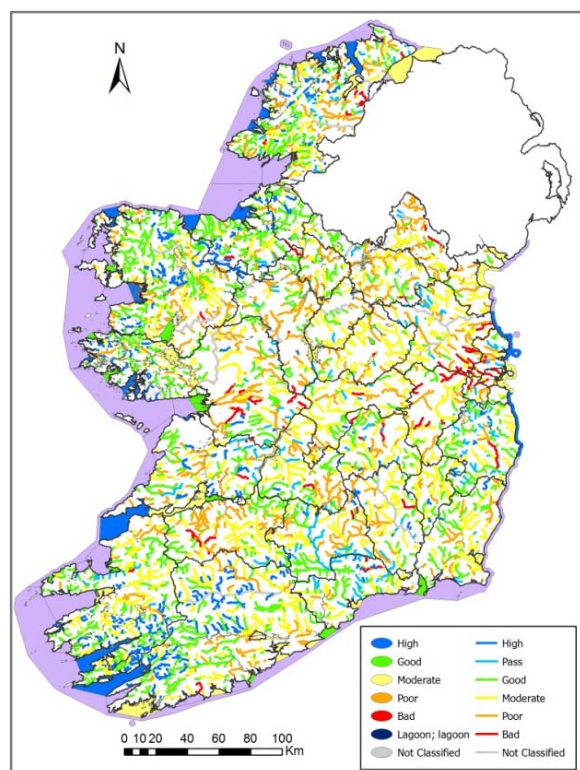 N
0 10 20 40 60 80 100
Km
High High
Good Pass
Moderate Good
Poor Moderate
Bad Poor
Lagoon; lagoon Bad
Not Classified Not Classified